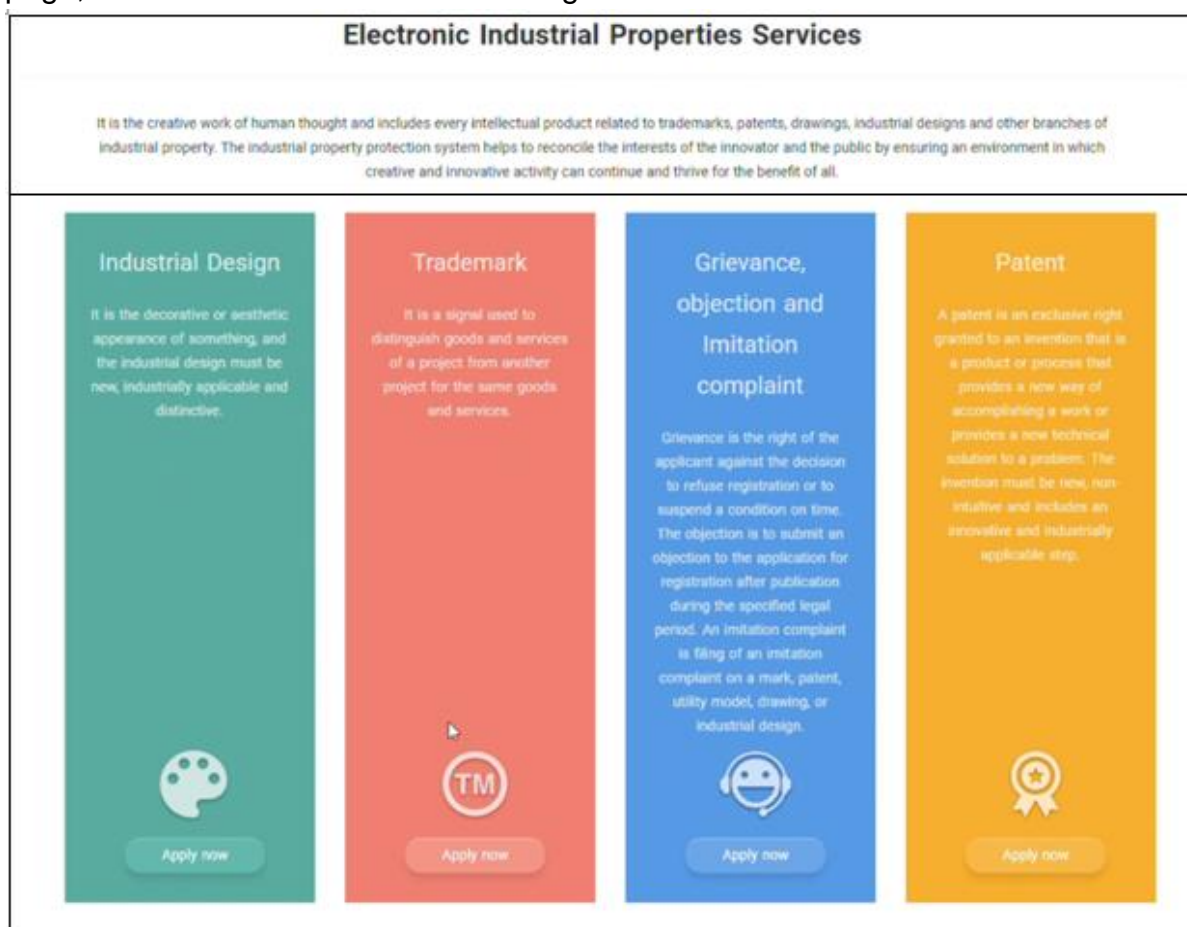 Electronic Industrial Properties Services
It is the creative work of human thought and includes every intellectual product related to trademarks, patents, drawings, industrial designs and other branches of
industrial property. The industrial property protection system helps to reconcile the interests of the innovator and the public by ensuring an environment in which
creative and innovative activity can continue and thrive for the benefit of all.
Industrial Design
It is the decorative or aesthetic
appearance of something, and
the industrial design must be
new, industrially applicable and
distinctive.
Apply now
Trademark
It is a signal used to
distinguish goods and services
of a project from another
project for the same goods
and services.
TM
Apply now
Grievance,
objection and
Imitation
complaint
Grievance is the right of the
applicant against the decision
to refuse registration or to
suspend a condition on time.
The objection is to submit an
objection to the application for
registration after publication
during the specified legal
period. An imitation complaint
is filing of an imitation
complaint on a mark, patent,
utility model, drawing, or
industrial design.
Apply now
Patent
A patent is an exclusive right
granted to an invention that is
a product or process that
provides a new way of
accomplishing a work or
provides a new technical
solution to a problem. The
invention must be new, non-
intuitive and includes an
innovative and industrially
applicable step.
Apply now